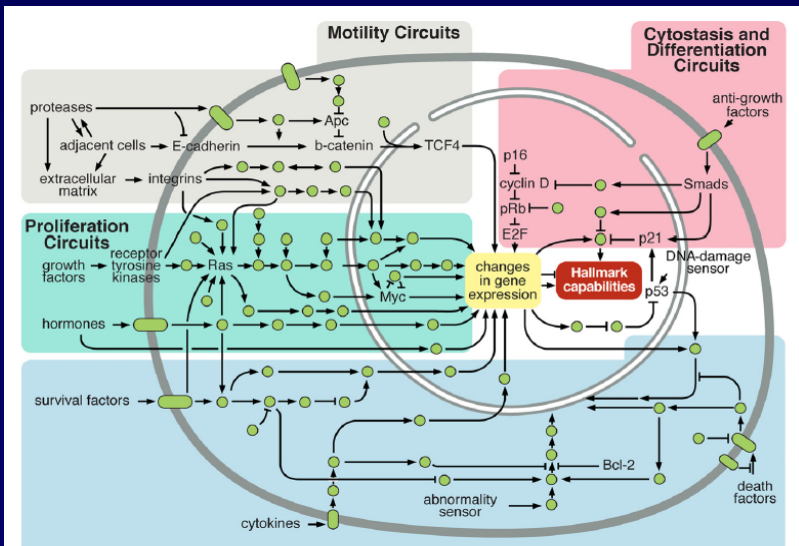 Motility Circuits
Cytostasis and
Differentiation
Circuits
proteases
anti-growth
factors
Apc
adjacent cells
E-cadherin
b-catenin
TCF4
p16
extracellular
matrix
integrins
cyclin D
Smads
pRb
Proliferation
Circuits
E2F
p21
DNA-damage
sensor
growth
factors
receptor
tyrosine
kinases
Ras
changes
in gene
expression
Hallmark
capabilities
p53
Myc
hormones
survival factors
Bcl-2
abnormality
sensor
death
factors
cytokines